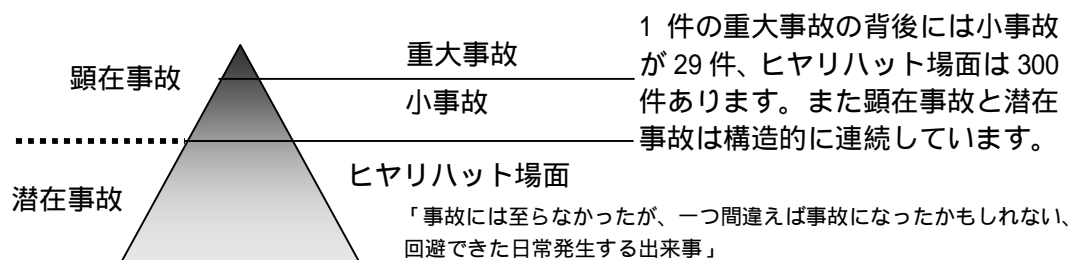 顕在事故
潜在事故
重大事故
小事故
ヒヤリハット場面
「事故には至らなかったが、一つ間違えば事故になったかもしれない、
回避できた日常発生する出来事」
1 件の重大事故の背後には小事故
が 29 件、ヒヤリハット場面は 300
件あります。また顕在事故と潜在
事故は構造的に連続しています。